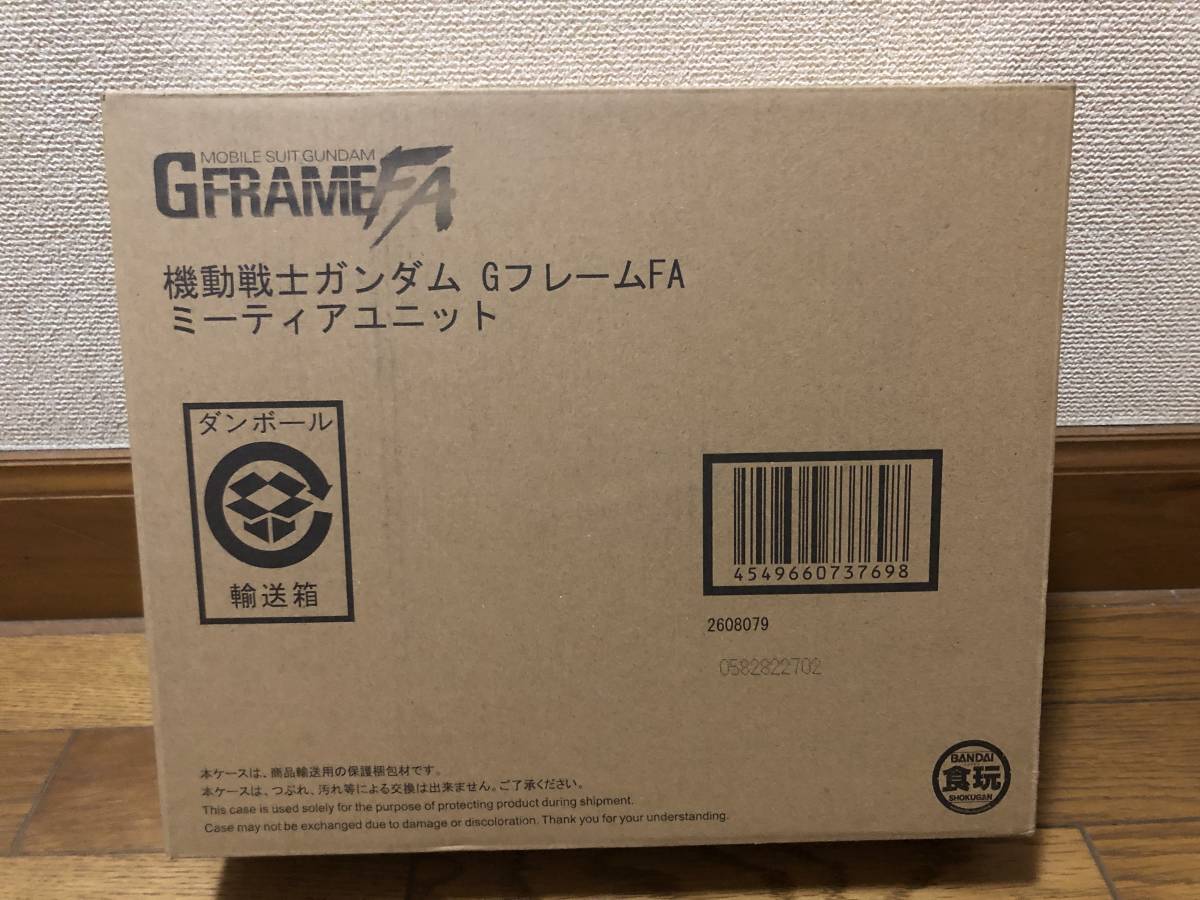 MOBILE SUIT GUNDAM
GFRAMEFA
機動戦士ガンダム GフレームFA
ミーティアユニット
ダンボール
輸送箱
4549660737698
2608079
0582822702
本ケースは、商品輸送用の保護梱包材です。
本ケースは、つぶれ、汚れ等による交換は出来ません。ご了承ください。
This case is used solely for the purpose of protecting product during shipment.
Case may not be exchanged due to damage or discoloration. Thank you for your understanding.
BANDAI
食玩
SHOKUGAN